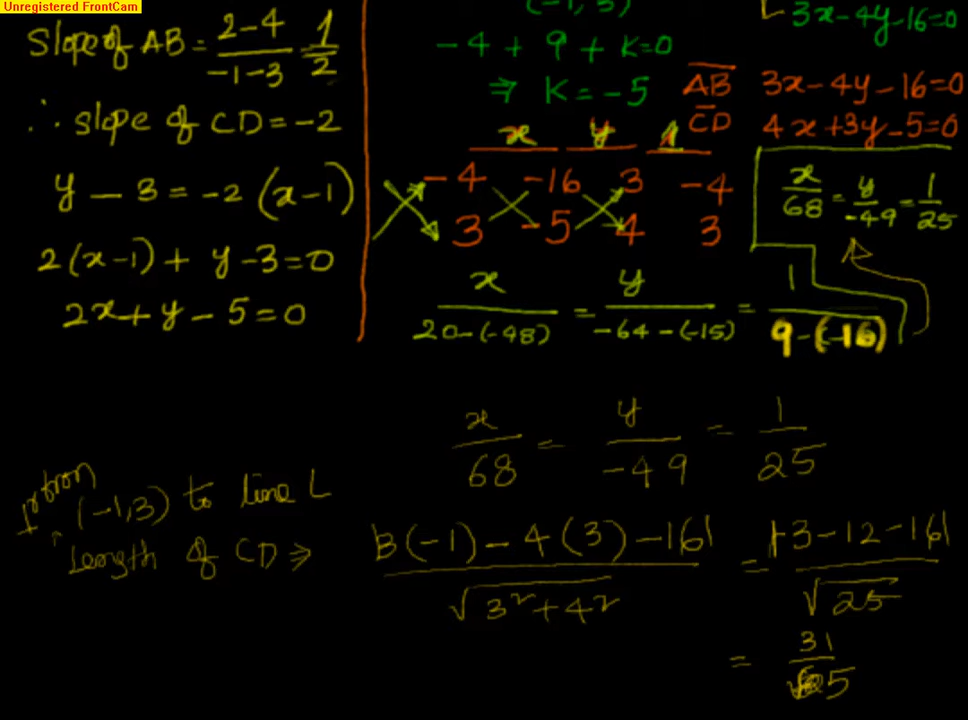 Unregistered FrontCam
Slope of AB = 2-4 / -1-3 1/2
∴ slope of CD = -2
y - 3 = -2 (x-1)
2(x-1) + y-3=0
2x+y-5=0
(-1, 3)
-4 + 9 + K=0
⇒ K = -5
3x-4y-16=0
AB 3x-4y-16=0
CD 4x+3y-5=0
x y 1
-4 -16 3 -4
3 -5 4 3
x/68 = y/-49 = 1/25
x / 20-(-48) = y / -64-(-15) = 1 / 9-(-16)
x/68 = y/-49 = 1/25
(-1,3) to line L
Length of CD ⇒ 3(-1) - 4(3) - 16| / √3²+4² = |-3-12-16| / √25
= 31/5